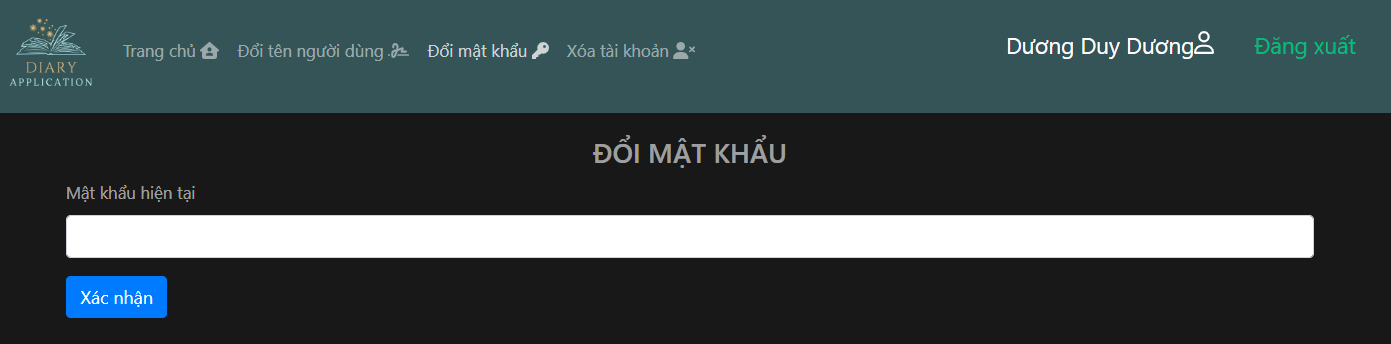 DIARY
APPLICATION
Trang chủ Đổi tên người dùng Đổi mật khẩu Xóa tài khoản Dương Duy Dương Đăng xuất
ĐỔI MẬT KHẨU
Mật khẩu hiện tại
Xác nhận